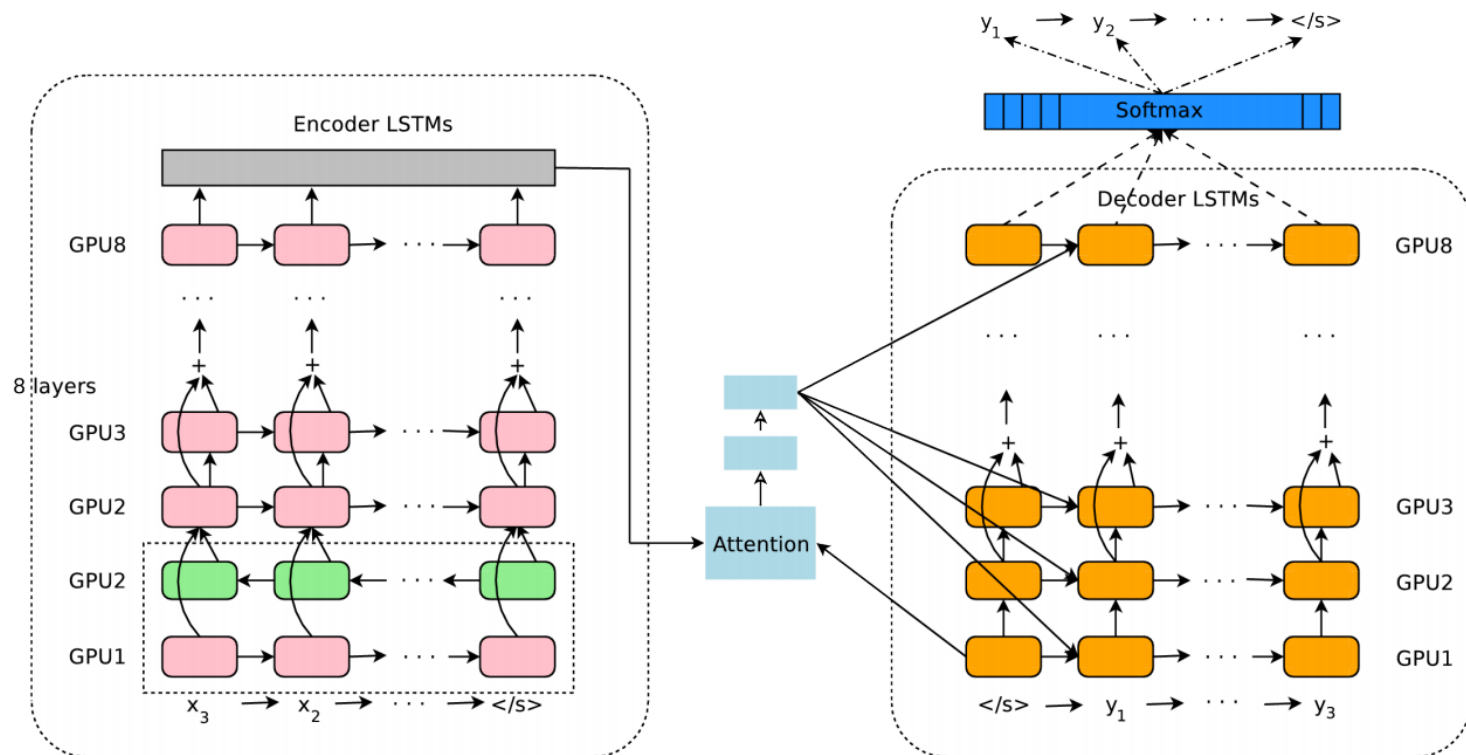 y1 y2 · · · </s>
Softmax
Encoder LSTMs
Decoder LSTMs
GPU8 · · · · · · GPU8
· · · · · · · · ·
· · · · · · · · ·
+ + +
8 layers
GPU3 · · ·
+ + +
GPU2 · · · · · · GPU3
Attention
GPU2 · · · · · · GPU2
GPU1 · · · · · · GPU1
x3 x2 · · · </s>
</s> y1 · · · y3